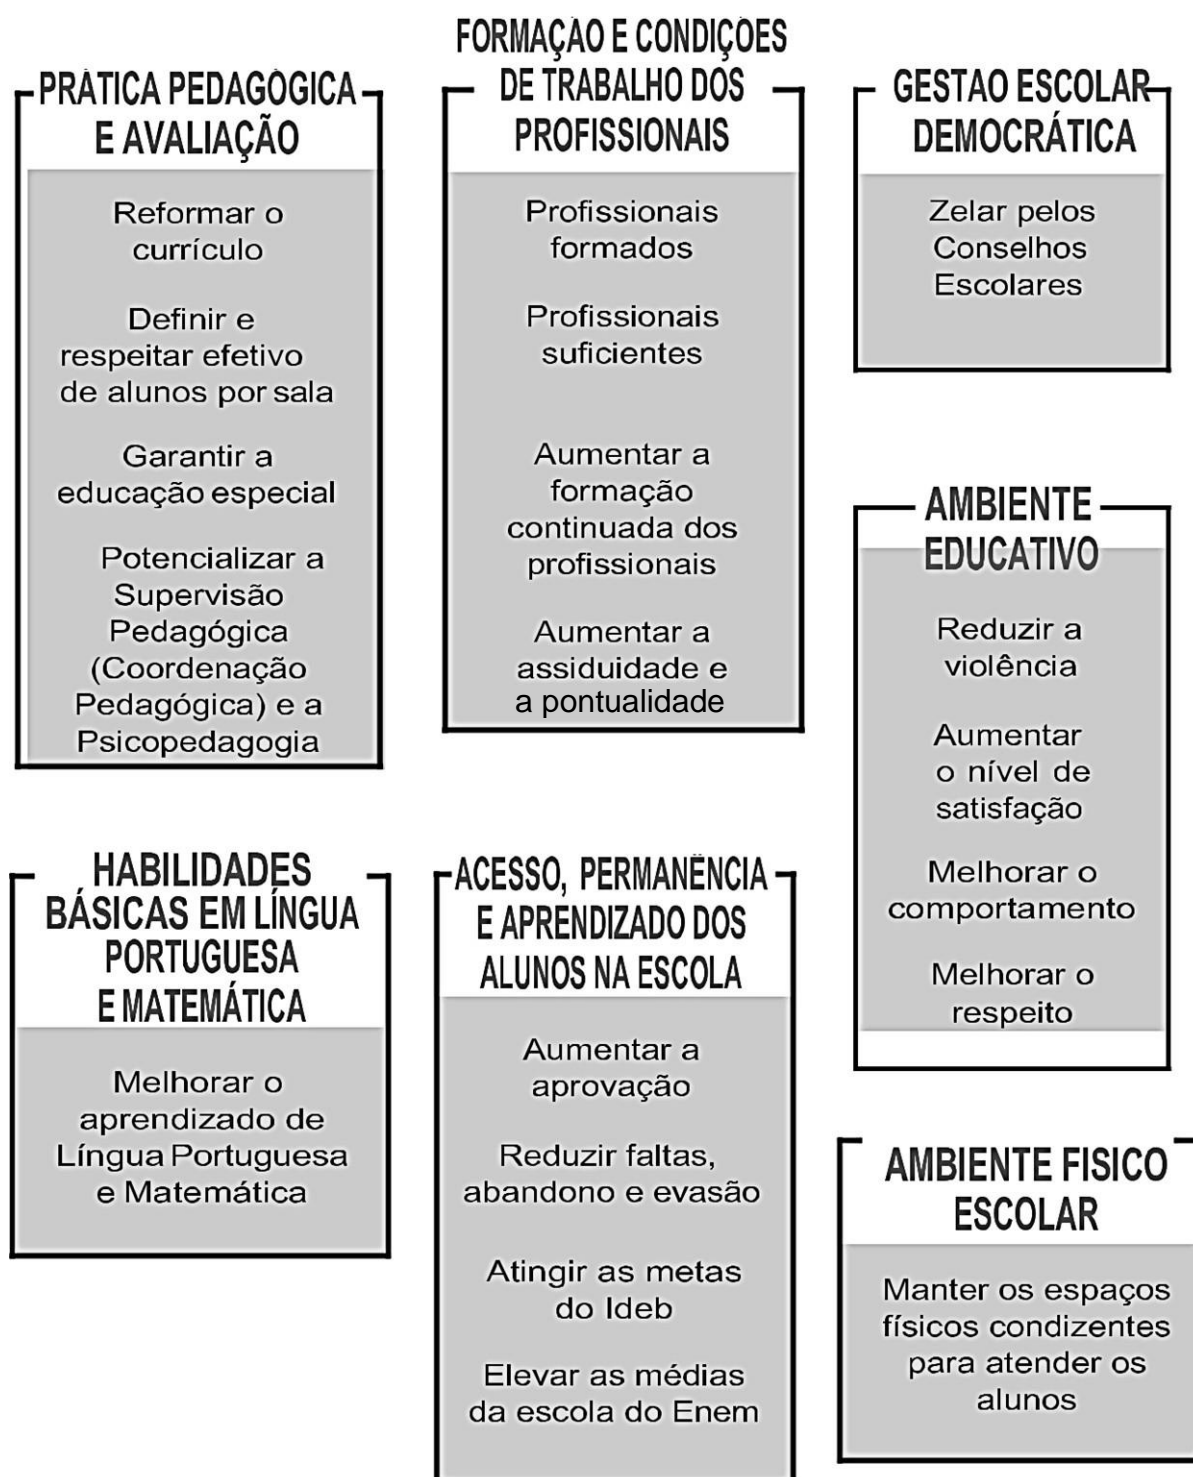 PRÁTICA PEDAGÓGICA
E AVALIAÇÃO
Reformar o
currículo
Definir e
respeitar efetivo
de alunos por sala
Garantir a
educação especial
Potencializar a
Supervisão
Pedagógica
(Coordenação
Pedagógica) e a
Psicopedagogia
FORMAÇÃO E CONDIÇÕES
DE TRABALHO DOS
PROFISSIONAIS
Profissionais
formados
Profissionais
suficientes
Aumentar a
formação
continuada dos
profissionais
Aumentar a
assiduidade e
a pontualidade
GESTAO ESCOLAR
DEMOCRÁTICA
Zelar pelos
Conselhos
Escolares
AMBIENTE
EDUCATIVO
Reduzir a
violência
Aumentar
o nível de
satisfação
Melhorar o
comportamento
Melhorar o
respeito
HABILIDADES
BÁSICAS EM LÍNGUA
PORTUGUESA
E MATEMÁTICA
Melhorar o
aprendizado de
Língua Portuguesa
e Matemática
ACESSO, PERMANÊNCIA
E APRENDIZADO DOS
ALUNOS NA ESCOLA
Aumentar a
aprovação
Reduzir faltas,
abandono e evasão
Atingir as metas
do Ideb
Elevar as médias
da escola do Enem
AMBIENTE FISICO
ESCOLAR
Manter os espaços
físicos condizentes
para atender os
alunos